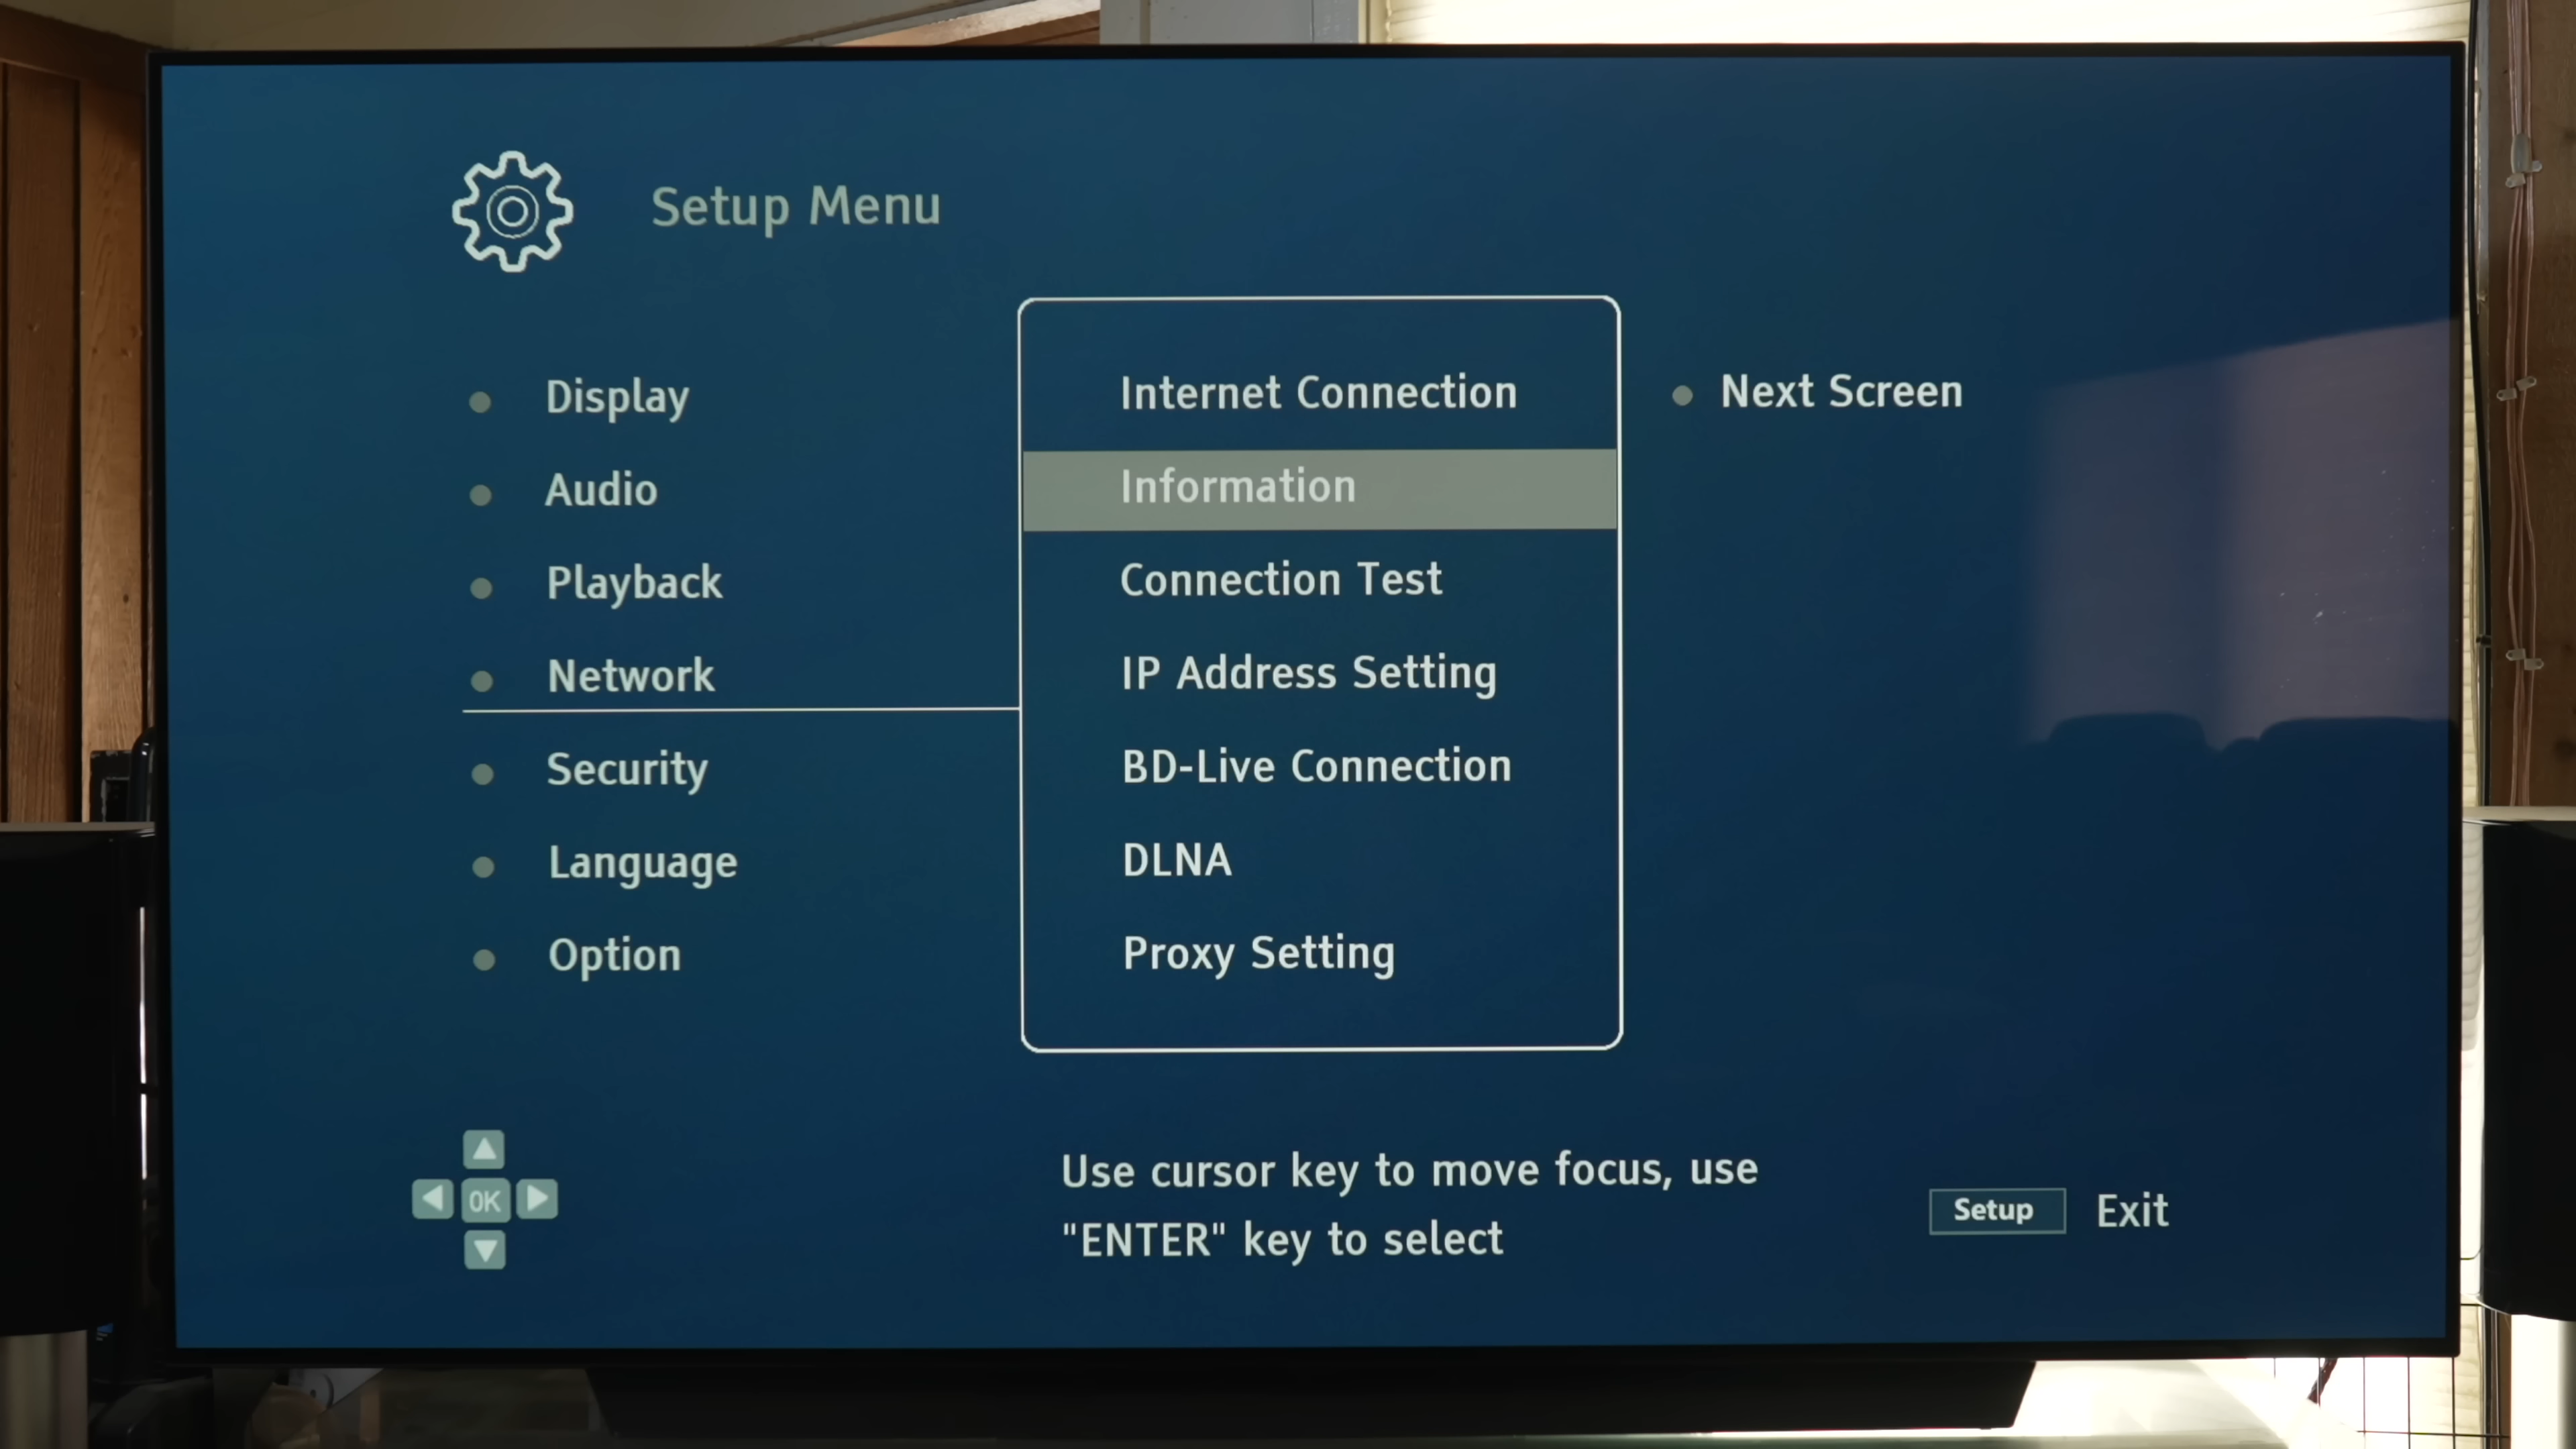 Setup Menu
Display
Audio
Playback
Network
Security
Language
Option
Internet Connection
Information
Connection Test
IP Address Setting
BD-Live Connection
DLNA
Proxy Setting
Next Screen
OK
Use cursor key to move focus, use
"ENTER" key to select
Setup Exit